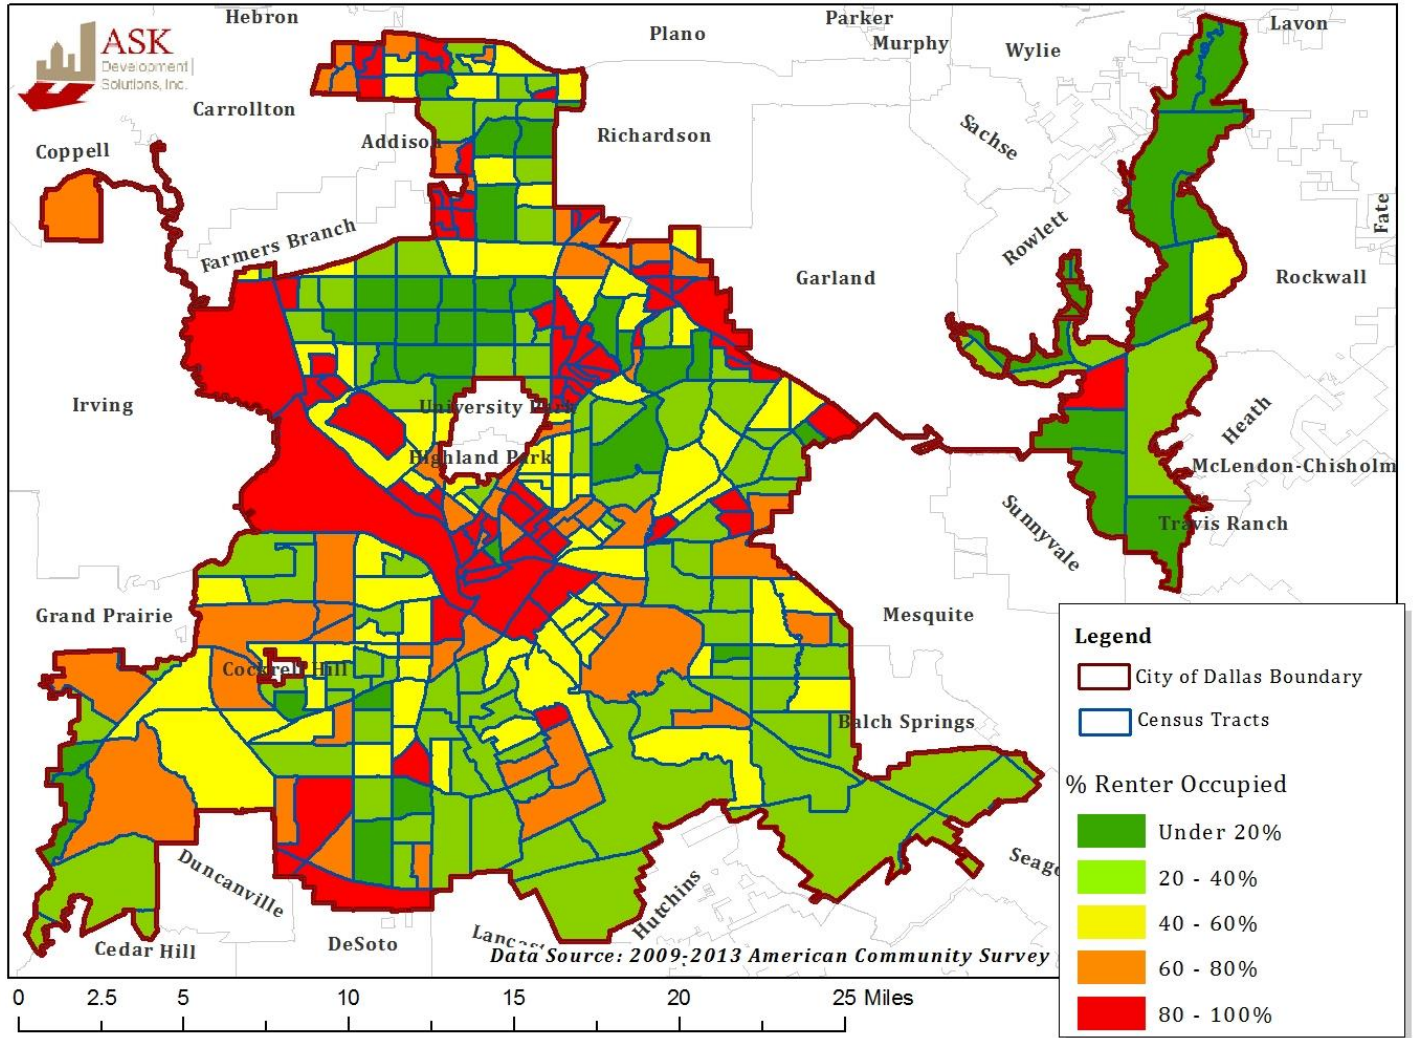 Hebron
Parker
Lavon
Plano
Murphy
Wylie
ASK
Development
Solutions, Inc.
Carrollton
Richardson
Sachse
Addison
Coppell
Fate
Farmers Branch
Rowlett
Garland
Rockwall
Irving
University Park
Heath
Highland Park
McLendon-Chisholm
Sunnyvale
Travis Ranch
Grand Prairie
Mesquite
Cockrell Hill
Balch Springs
Duncanville
Hutchins
Cedar Hill
DeSoto
Data Source: 2009-2013 American Community Survey
Legend
City of Dallas Boundary
Census Tracts
% Renter Occupied
Under 20%
20 - 40%
40 - 60%
60 - 80%
80 - 100%
0 2.5 5 10 15 20 25 Miles